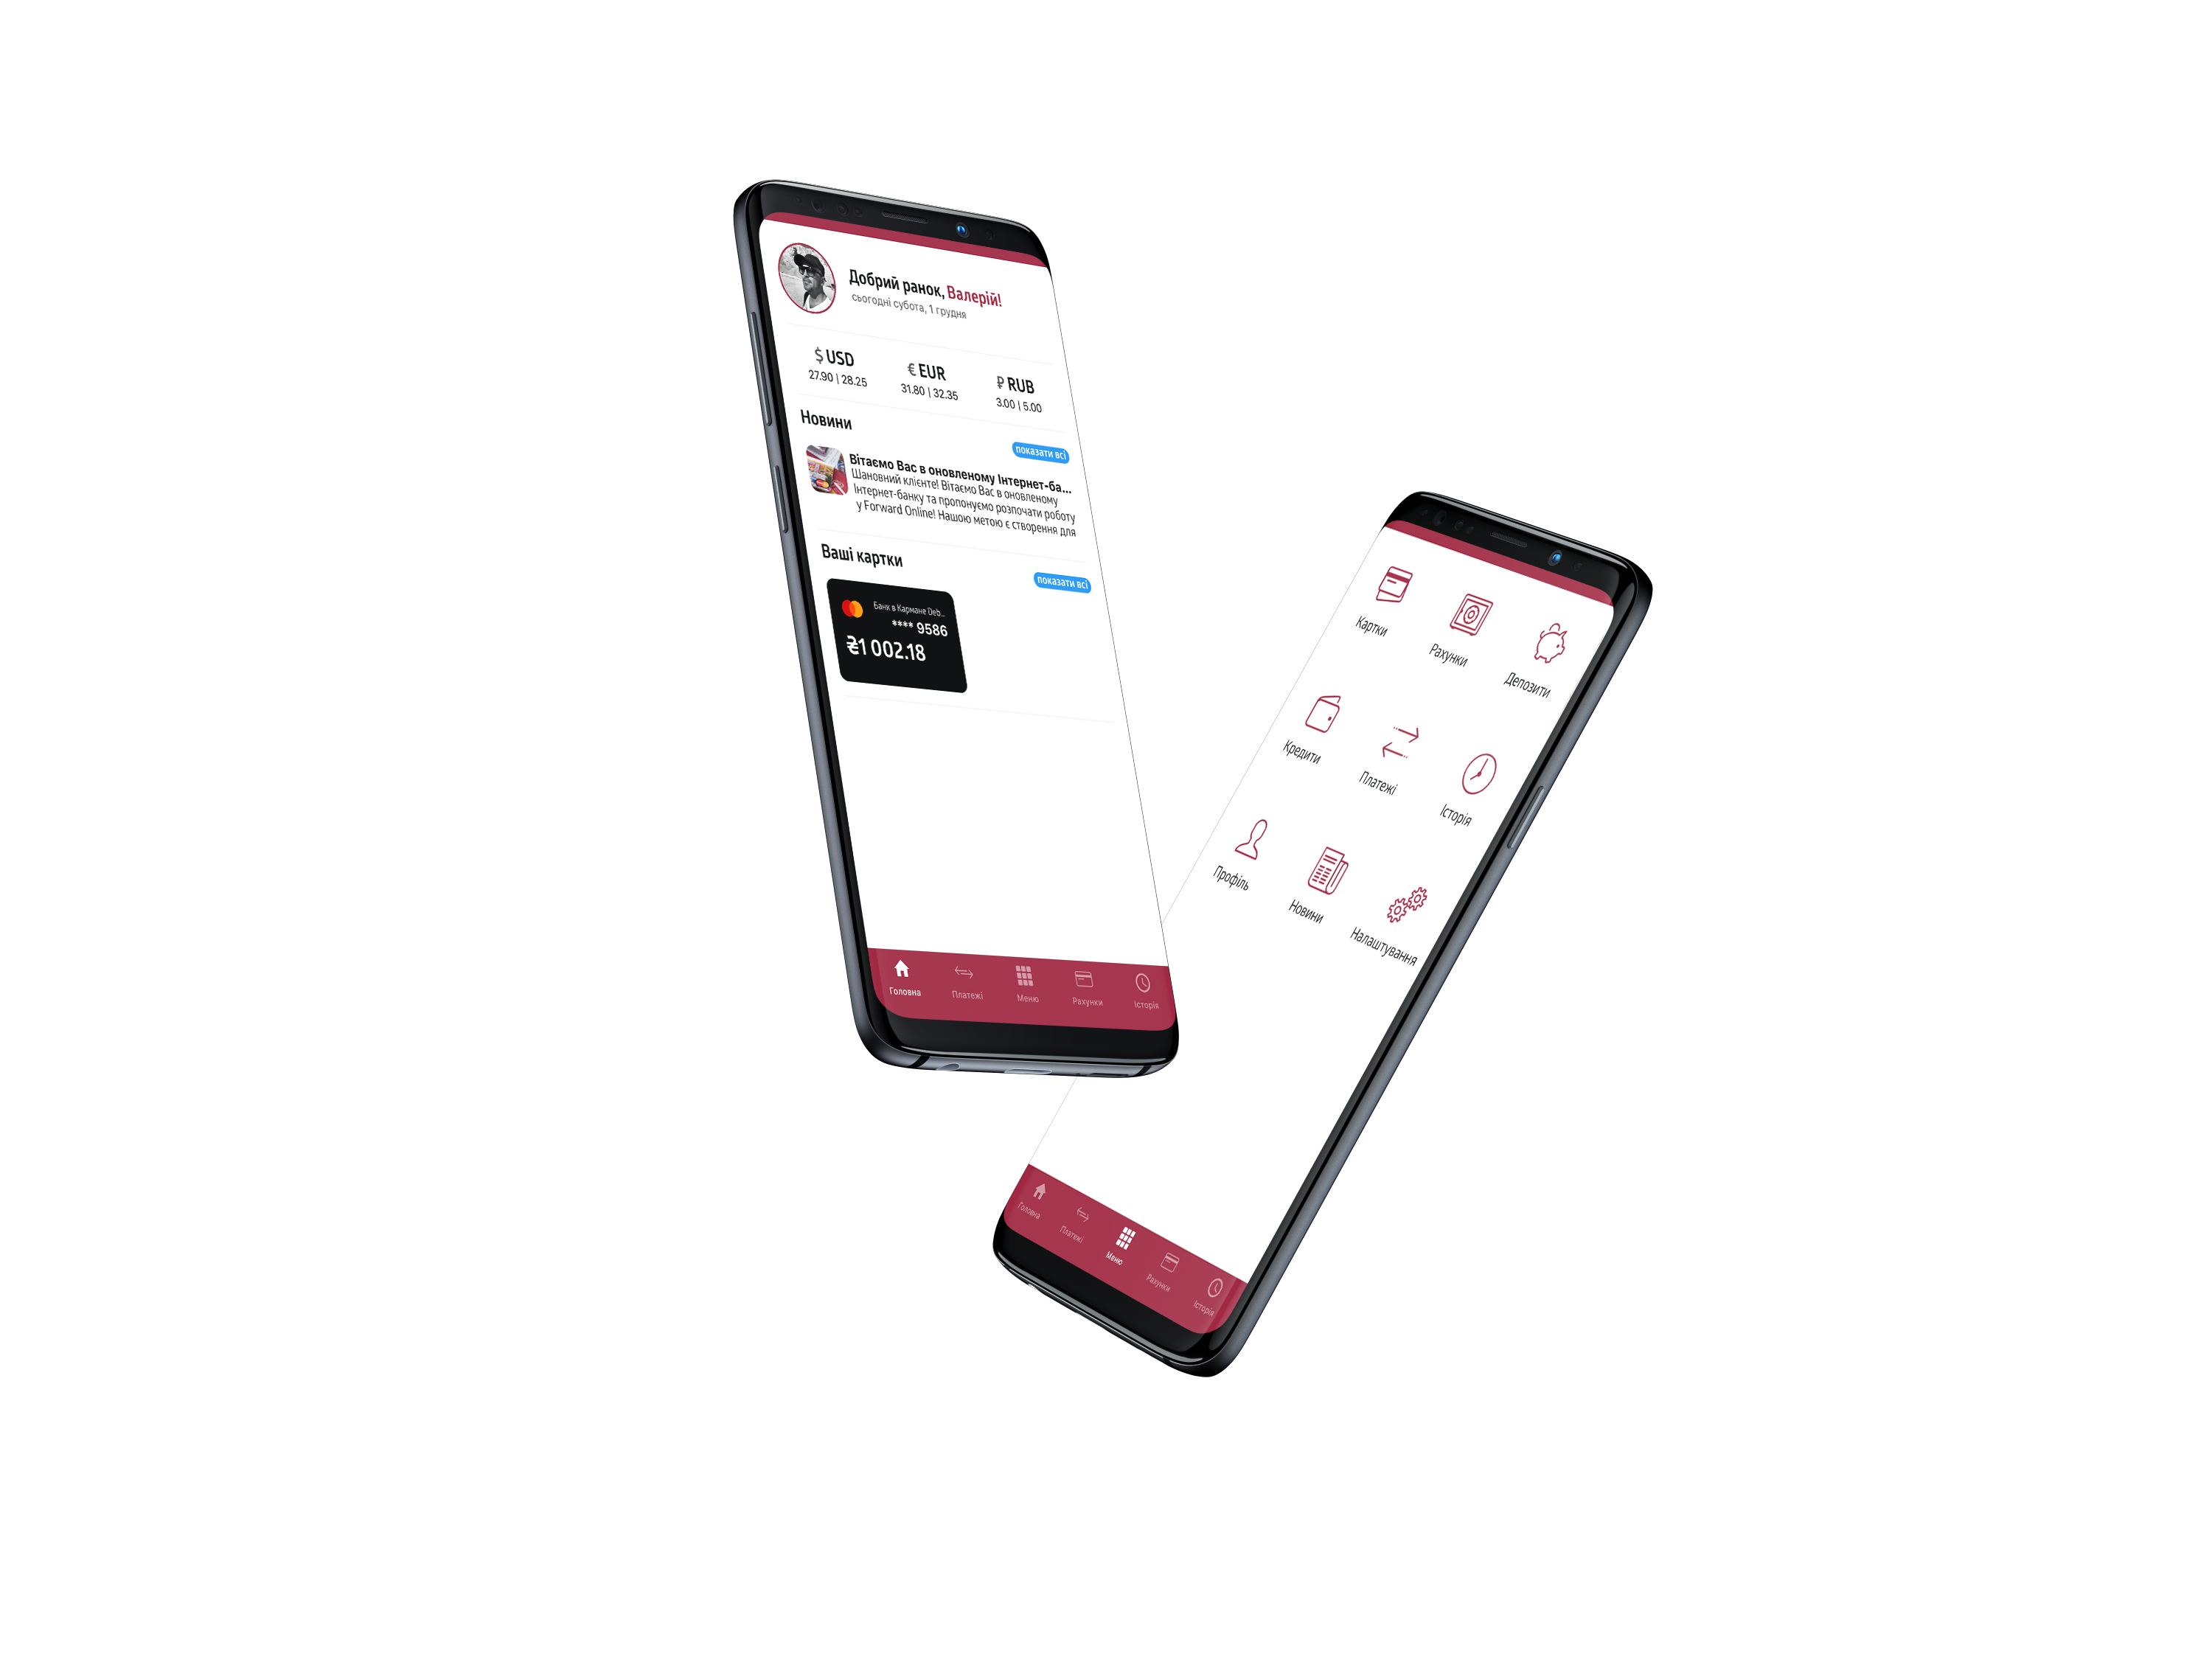 Добрий ранок, Валерій!
сьогодні субота, 1 грудня
$ USD
27.90 | 28.25
€ EUR
31.80 | 32.35
₽ RUB
3.00 | 5.00
Новини
показати всі
Вітаємо Вас в оновленому Інтернет-ба...
Шановний клієнте! Вітаємо Вас в оновленому
Інтернет-банку та пропонуємо розпочати роботу
у Forward Online! Нашою метою є створення для
Ваші картки
показати всі
Банк в Кармане Deb...
**** 9586
₴1 002.18
Головна
Платежі
Меню
Рахунки
Історія
Картки
Рахунки
Депозити
Кредити
Платежі
Історія
Профіль
Новини
Налаштування
Головна
Платежі
Меню
Рахунки
Історія